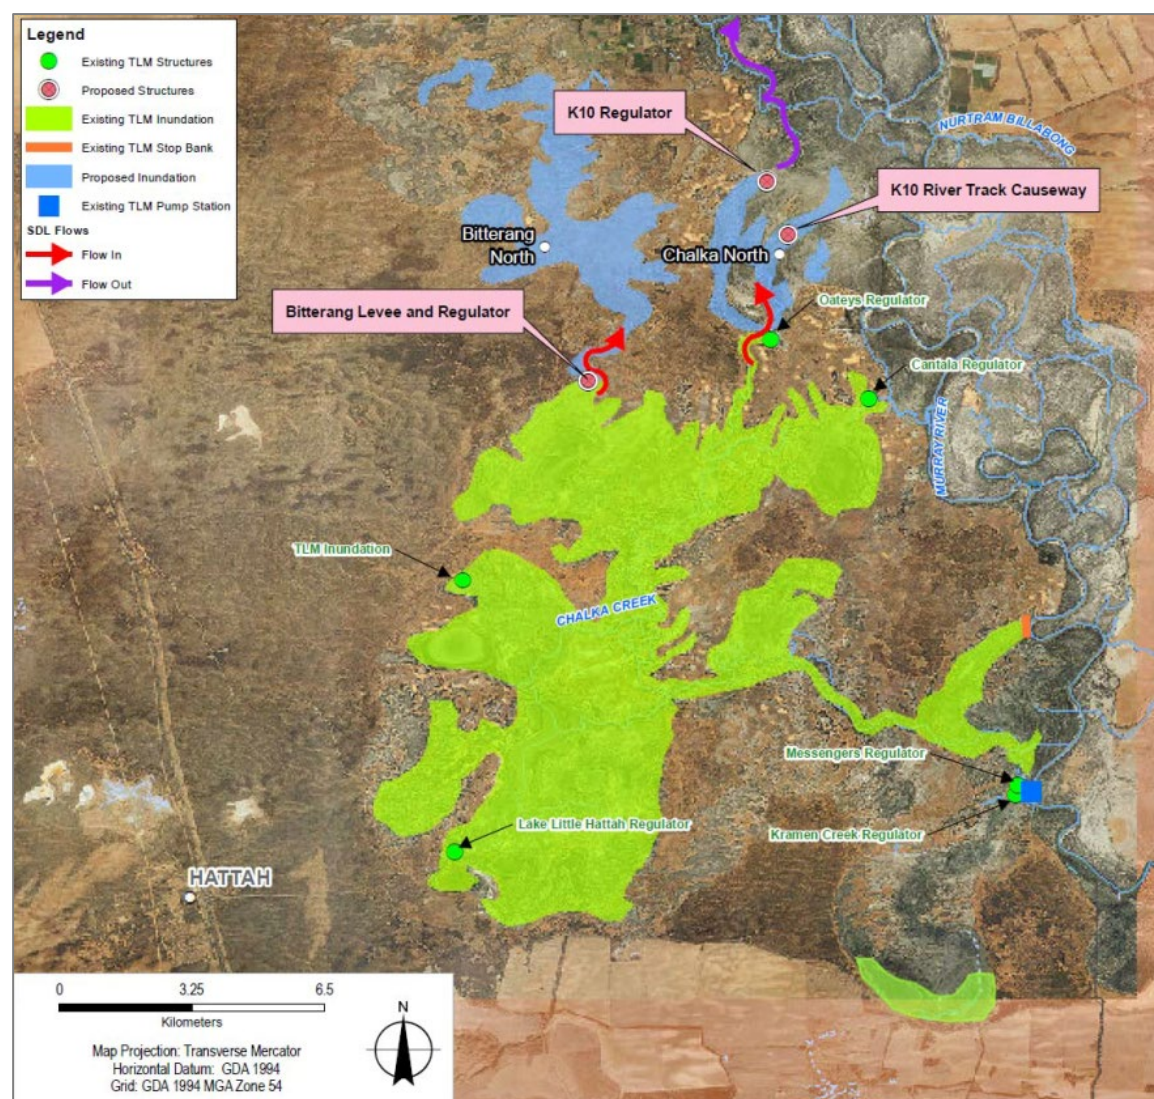 Legend
Existing TLM Structures
Proposed Structures
Existing TLM Inundation
Existing TLM Stop Bank
Proposed Inundation
Existing TLM Pump Station
SDL Flows
Flow In
Flow Out
K10 Regulator
NURTRAM BILLABONG
K10 River Track Causeway
Bitterang
North
Chalka North
Bitterang Levee and Regulator
Oateys Regulator
Cantala Regulator
MURRAY RIVER
TLM Inundation
CHALKA CREEK
Messengers Regulator
Lake Little Hattah Regulator
Kramen Creek Regulator
HATTAH
0 3.25 6.5
Kilometers
N
Map Projection: Transverse Mercator
Horizontal Datum: GDA 1994
Grid: GDA 1994 MGA Zone 54